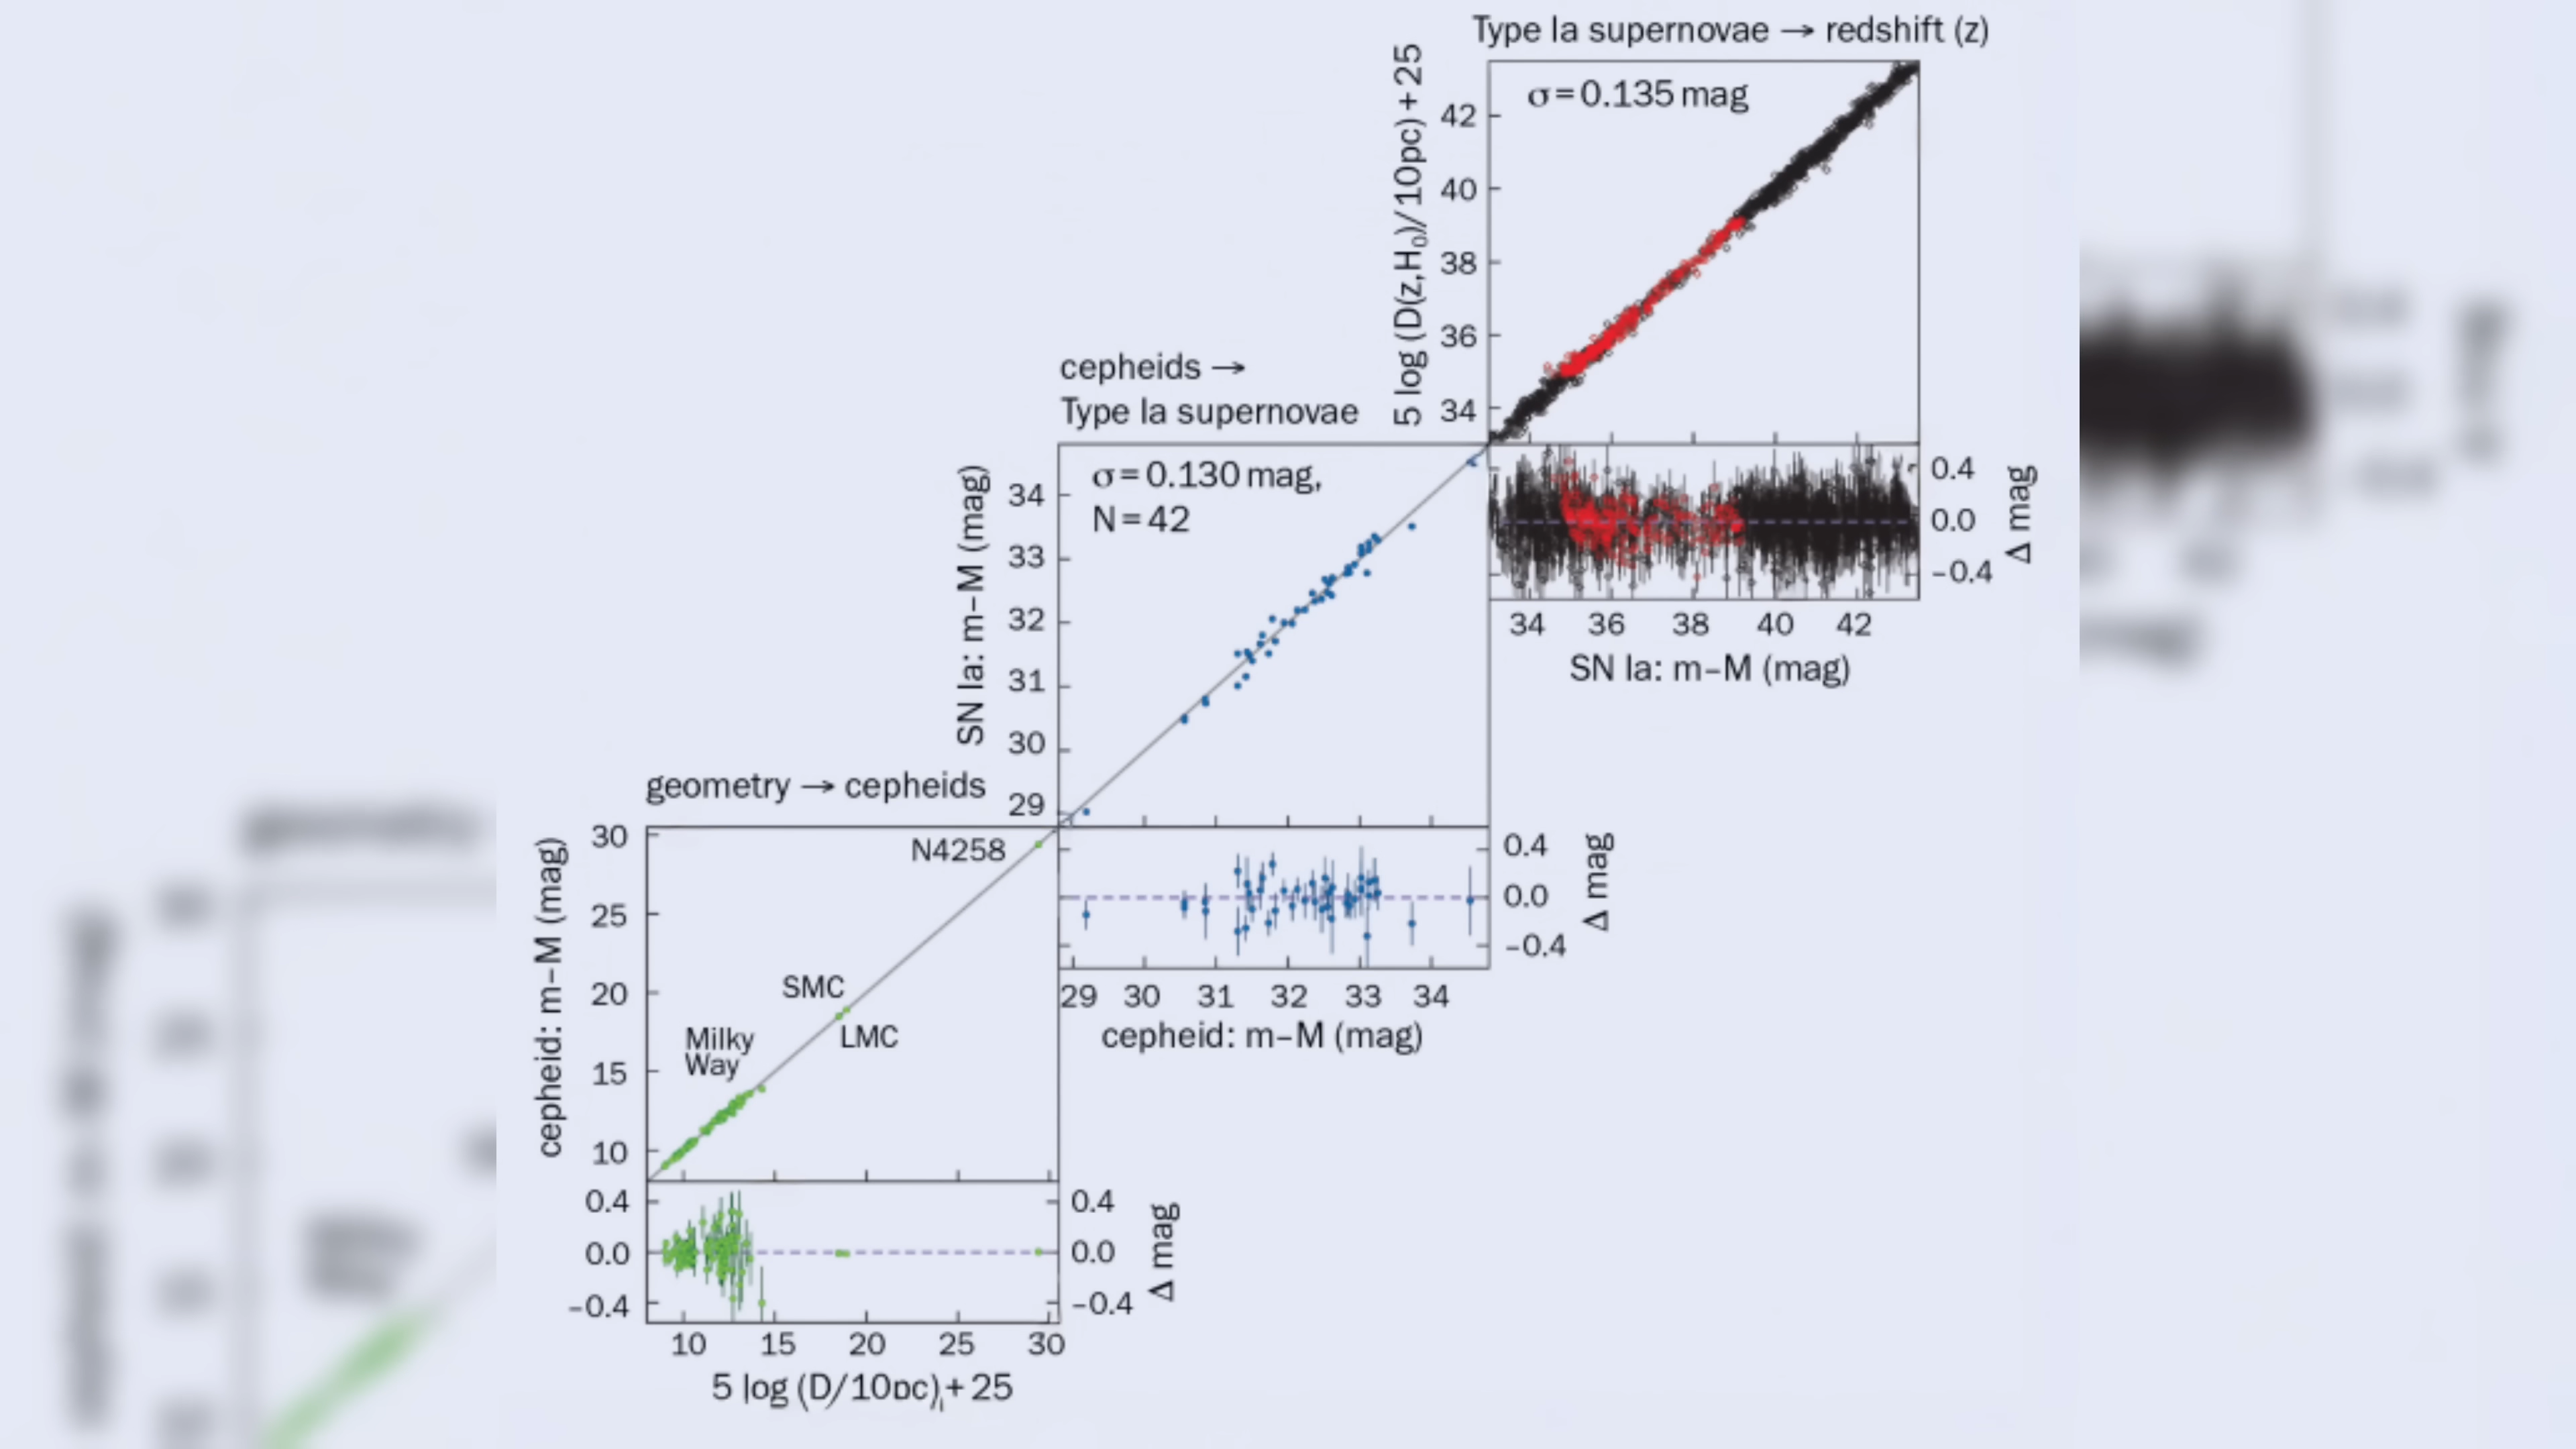 Type Ia supernovae → redshift (z)
5 log (D(z,H₀)/10pc) + 25
σ = 0.135 mag
42
40
38
36
34
0.4
0.0
−0.4
Δ mag
34 36 38 40 42
SN Ia: m−M (mag)
cepheids →
Type Ia supernovae
SN Ia: m−M (mag)
σ = 0.130 mag,
N = 42
34
33
32
31
30
29
0.4
0.0
−0.4
Δ mag
29 30 31 32 33 34
cepheid: m−M (mag)
geometry → cepheids
cepheid: m−M (mag)
30
25
20
15
10
N4258
SMC
LMC
Milky
Way
0.4
0.0
−0.4
0.4
0.0
−0.4
Δ mag
10 15 20 25 30
5 log (D/10pc) + 25
geometry